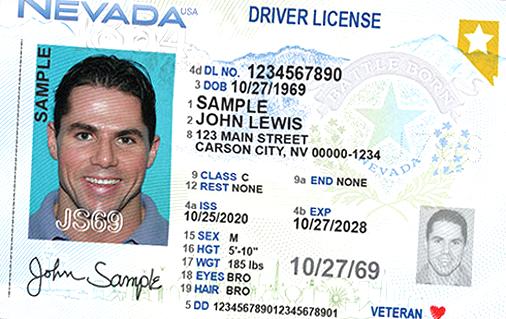 NEVADA USA
DRIVER LICENSE
SAMPLE
4d DL NO. 1234567890
3 DOB 10/27/1969
1 SAMPLE
2 JOHN LEWIS
8 123 MAIN STREET
CARSON CITY, NV 00000-1234
BATTLE BORN
NEVADA
9 CLASS C
9a END NONE
12 REST NONE
4a ISS
10/25/2020
4b EXP
10/27/2028
15 SEX M
16 HGT 5'-10"
17 WGT 185 lbs
18 EYES BRO
19 HAIR BRO
10/27/69
JS69
John Sample
5 DD 12345678901234567890​1
VETERAN